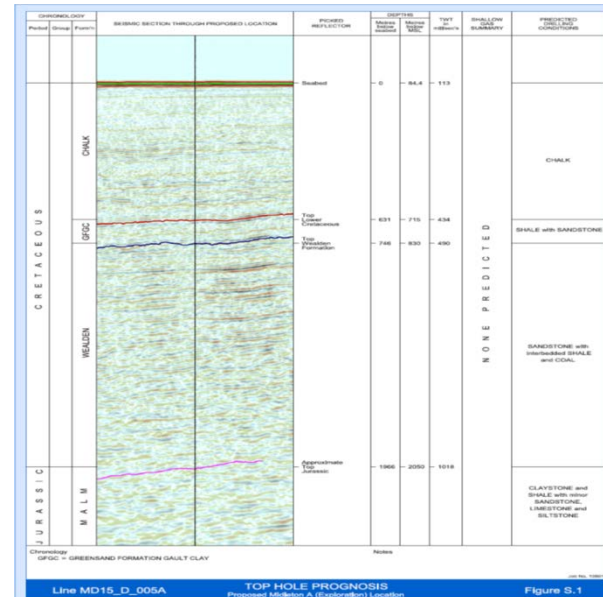 CHRONOLOGY
Period Group Form'n
SEISMIC SECTION THROUGH PROPOSED LOCATION
PICKED
REFLECTOR
DEPTHS
Metres
below
seabed
Metres
below
MSL
TWT
in
SHALLOW
GAS
SUMMARY
PREDICTED
DRILLING
CONDITIONS
Seabed 0 84.4 113
CRETACEOUS
CHALK
CHALK
Top
Lower
Cretaceous
631 715 434
GFGC
SHALE with SANDSTONE
Top
Wealden
Formation
746 830 490
WEALDEN
NONE PREDICTED
SANDSTONE with
interbedded SHALE
and COAL
Approximate
Top
Jurassic
1966 2050 1018
JURASSIC
MALM
CLAYSTONE and
SHALE with minor
SANDSTONE,
LIMESTONE and
SILTSTONE
Chronology
GFGC = GREENSAND FORMATION GAULT CLAY
Notes
Line MD15_D_005A
TOP HOLE PROGNOSIS
Proposed Midleton A (Exploration) Location
Figure S.1